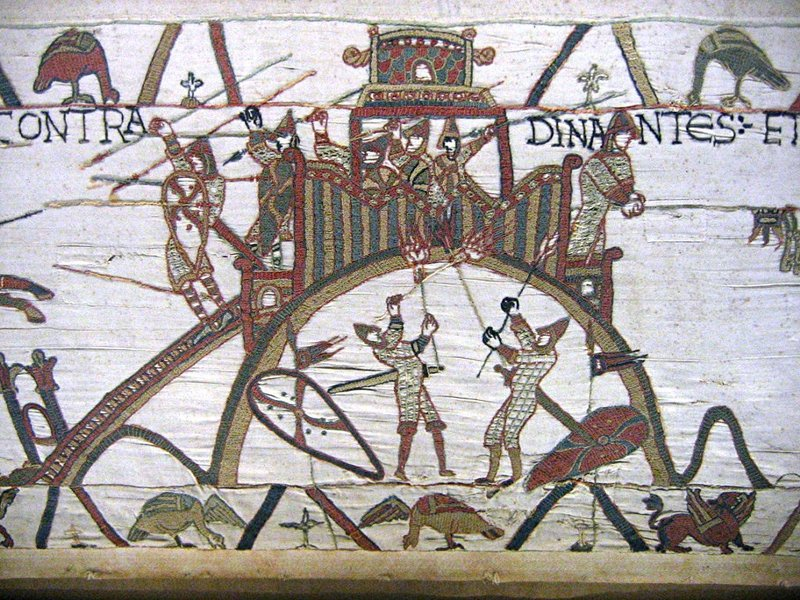 CONTRA DINANTES :- ET